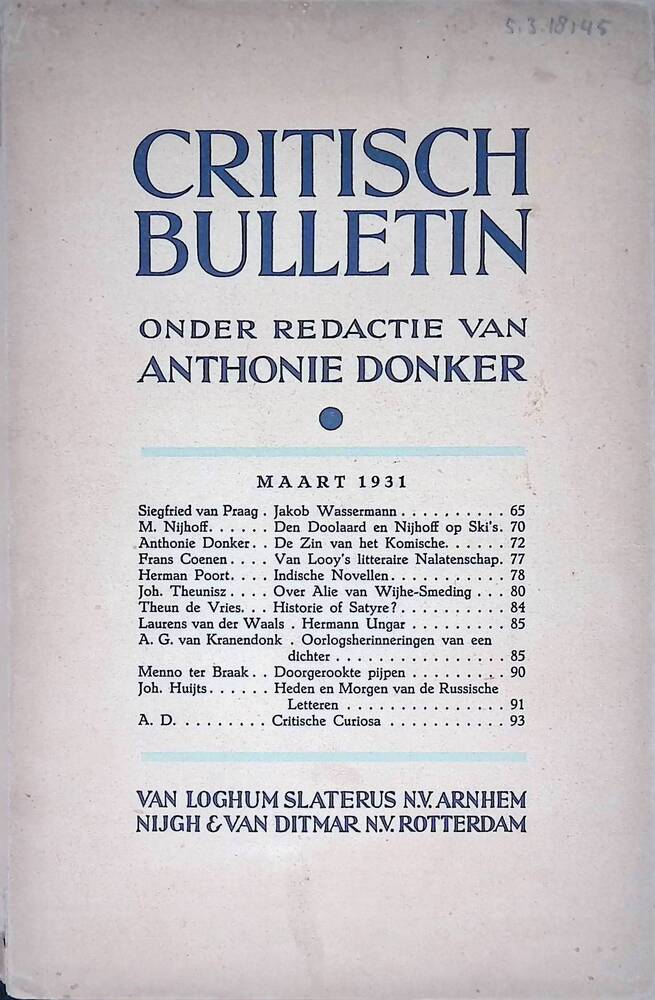 5.3.18:45
CRITISCH
BULLETIN
ONDER REDACTIE VAN
ANTHONIE DONKER
MAART 1931
Siegfried van Praag . Jakob Wassermann . . . . . . . . . . 65
M. Nijhoff. . . . . . Den Doolaard en Nijhoff op Ski's. 70
Anthonie Donker. . De Zin van het Komische. . . . . . 72
Frans Coenen. . . . Van Looy's litteraire Nalatenschap. 77
Herman Poort. . . . Indische Novellen. . . . . . . . . . . 78
Joh. Theunisz . . . . Over Alie van Wijhe-Smeding . . . 80
Theun de Vries. . . Historie of Satyre? . . . . . . . . . . 84
Laurens van der Waals . Hermann Ungar . . . . . . . . . 85
A. G. van Kranendonk . Oorlogsherinneringen van een
dichter . . . . . . . . . . . . . . . . 85
Menno ter Braak. . Doorgerookte pijpen . . . . . . . . . 90
Joh. Huijts. . . . . . Heden en Morgen van de Russische
Letteren . . . . . . . . . . . . . . . 91
A. D. . . . . . . . . Critische Curiosa . . . . . . . . . . . 93
VAN LOGHUM SLATERUS N.V. ARNHEM
NIJGH & VAN DITMAR N.V. ROTTERDAM